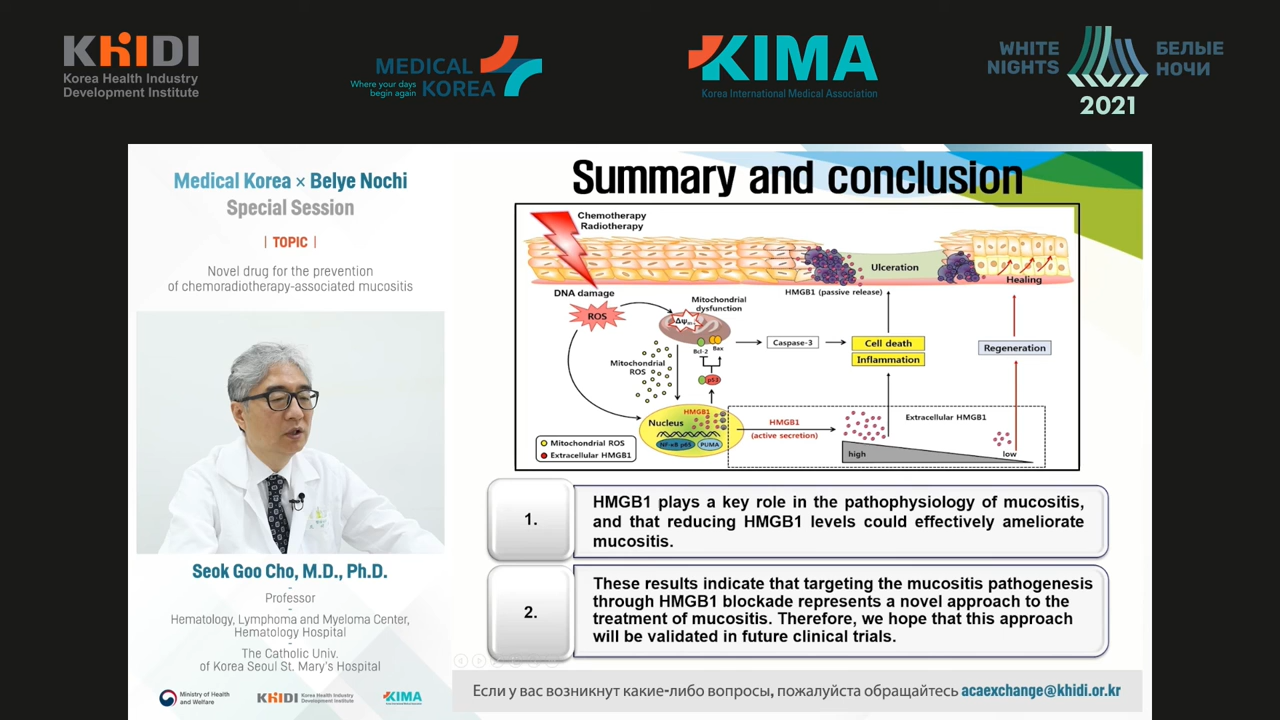 KHIDI
Korea Health Industry
Development Institute
MEDICAL
KOREA
Where your days
begin again
KIMA
Korea International Medical Association
WHITE
NIGHTS
БЕЛЫЕ
НОЧИ
2021
Medical Korea × Belye Nochi
Special Session
| TOPIC |
Novel drug for the prevention
of chemoradiotherapy-associated mucositis
Seok Goo Cho, M.D., Ph.D.
Professor
Hematology, Lymphoma and Myeloma Center,
Hematology Hospital
The Catholic Univ.
of Korea Seoul St. Mary's Hospital
Ministry of Health
and Welfare
KHIDI
Korea Health Industry
Development Institute
KIMA
Summary and conclusion
Chemotherapy
Radiotherapy
Ulceration
Healing
DNA damage
HMGB1 (passive release)
ROS
Mitochondrial
dysfunction
Δψm
Bcl-2
Bax
Caspase-3
Cell death
Inflammation
Regeneration
Mitochondrial
ROS
p53
HMGB1
Nucleus
NF-κB p65
PUMA
HMGB1
(active secretion)
Extracellular HMGB1
high
low
Mitochondrial ROS
Extracellular HMGB1
1.
HMGB1 plays a key role in the pathophysiology of mucositis,
and that reducing HMGB1 levels could effectively ameliorate
mucositis.
2.
These results indicate that targeting the mucositis pathogenesis
through HMGB1 blockade represents a novel approach to the
treatment of mucositis. Therefore, we hope that this approach
will be validated in future clinical trials.
Если у вас возникнут какие-либо вопросы, пожалуйста обращайтесь acaexchange@khidi.or.kr